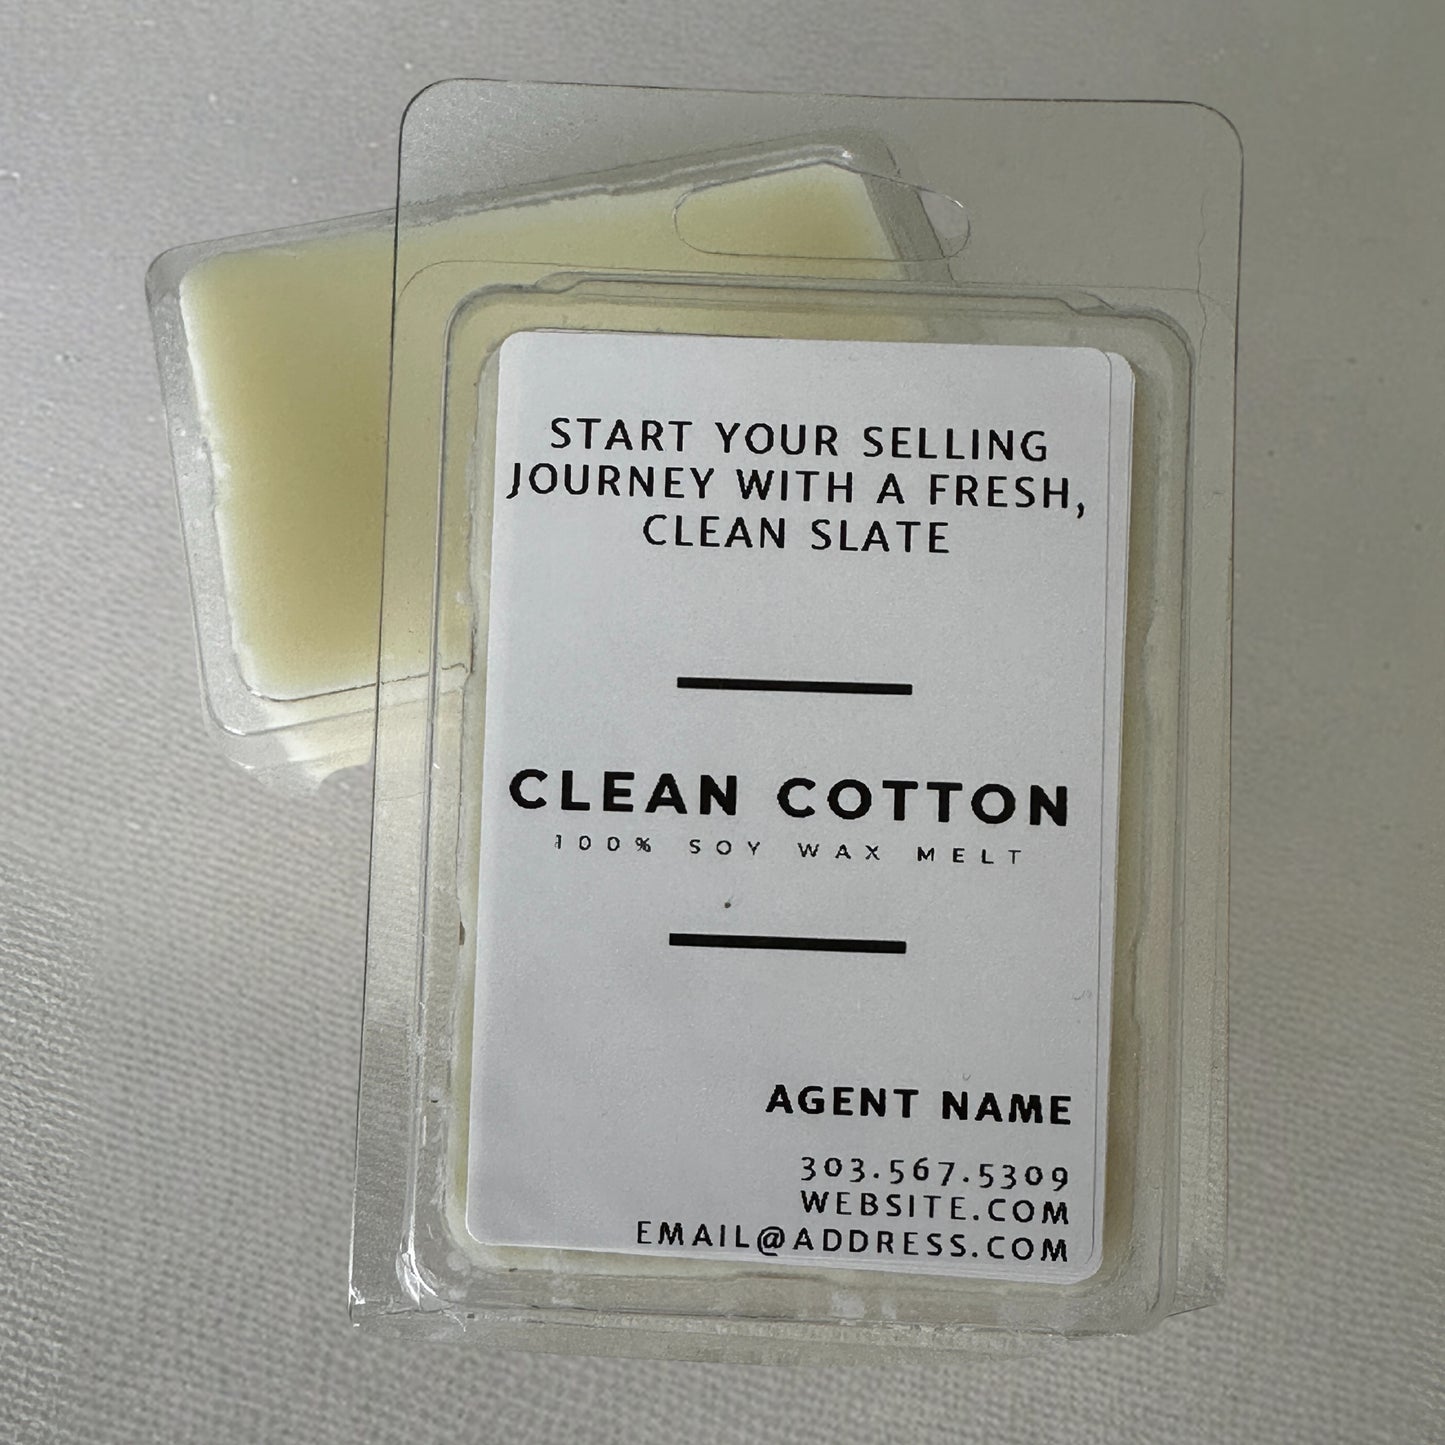 START YOUR SELLING
JOURNEY WITH A FRESH,
CLEAN SLATE
CLEAN COTTON
100% SOY WAX MELT
AGENT NAME
303.567.5309
WEBSITE.COM
EMAIL@ADDRESS.COM